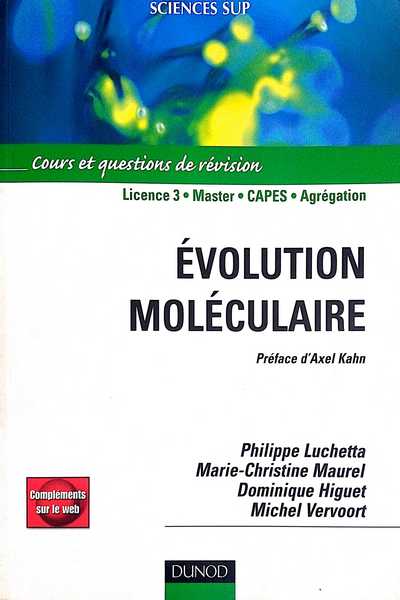 SCIENCES SUP
Cours et questions de révision
Licence 3 • Master • CAPES • Agrégation
ÉVOLUTION
MOLÉCULAIRE
Préface d'Axel Kahn
Philippe Luchetta
Marie-Christine Maurel
Dominique Higuet
Michel Vervoort
Compléments
sur le web
DUNOD